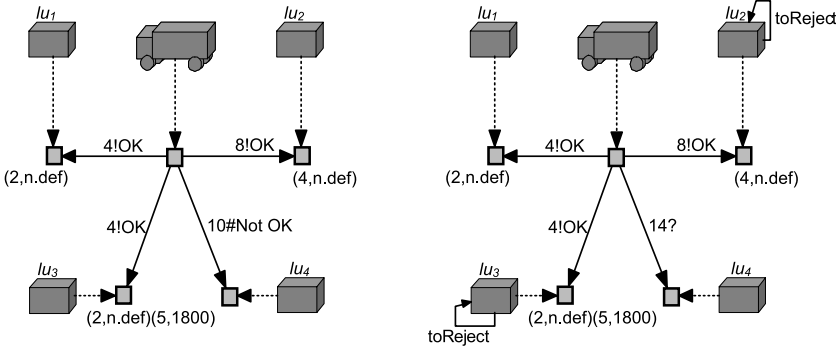 lu1
lu2
4!OK
8!OK
(2,n.def)
(4,n.def)
4!OK
10#Not OK
lu3
lu4
(2,n.def)(5,1800)
lu1
lu2
toReject
4!OK
8!OK
(2,n.def)
(4,n.def)
4!OK
14?
lu3
lu4
(2,n.def)(5,1800)
toReject